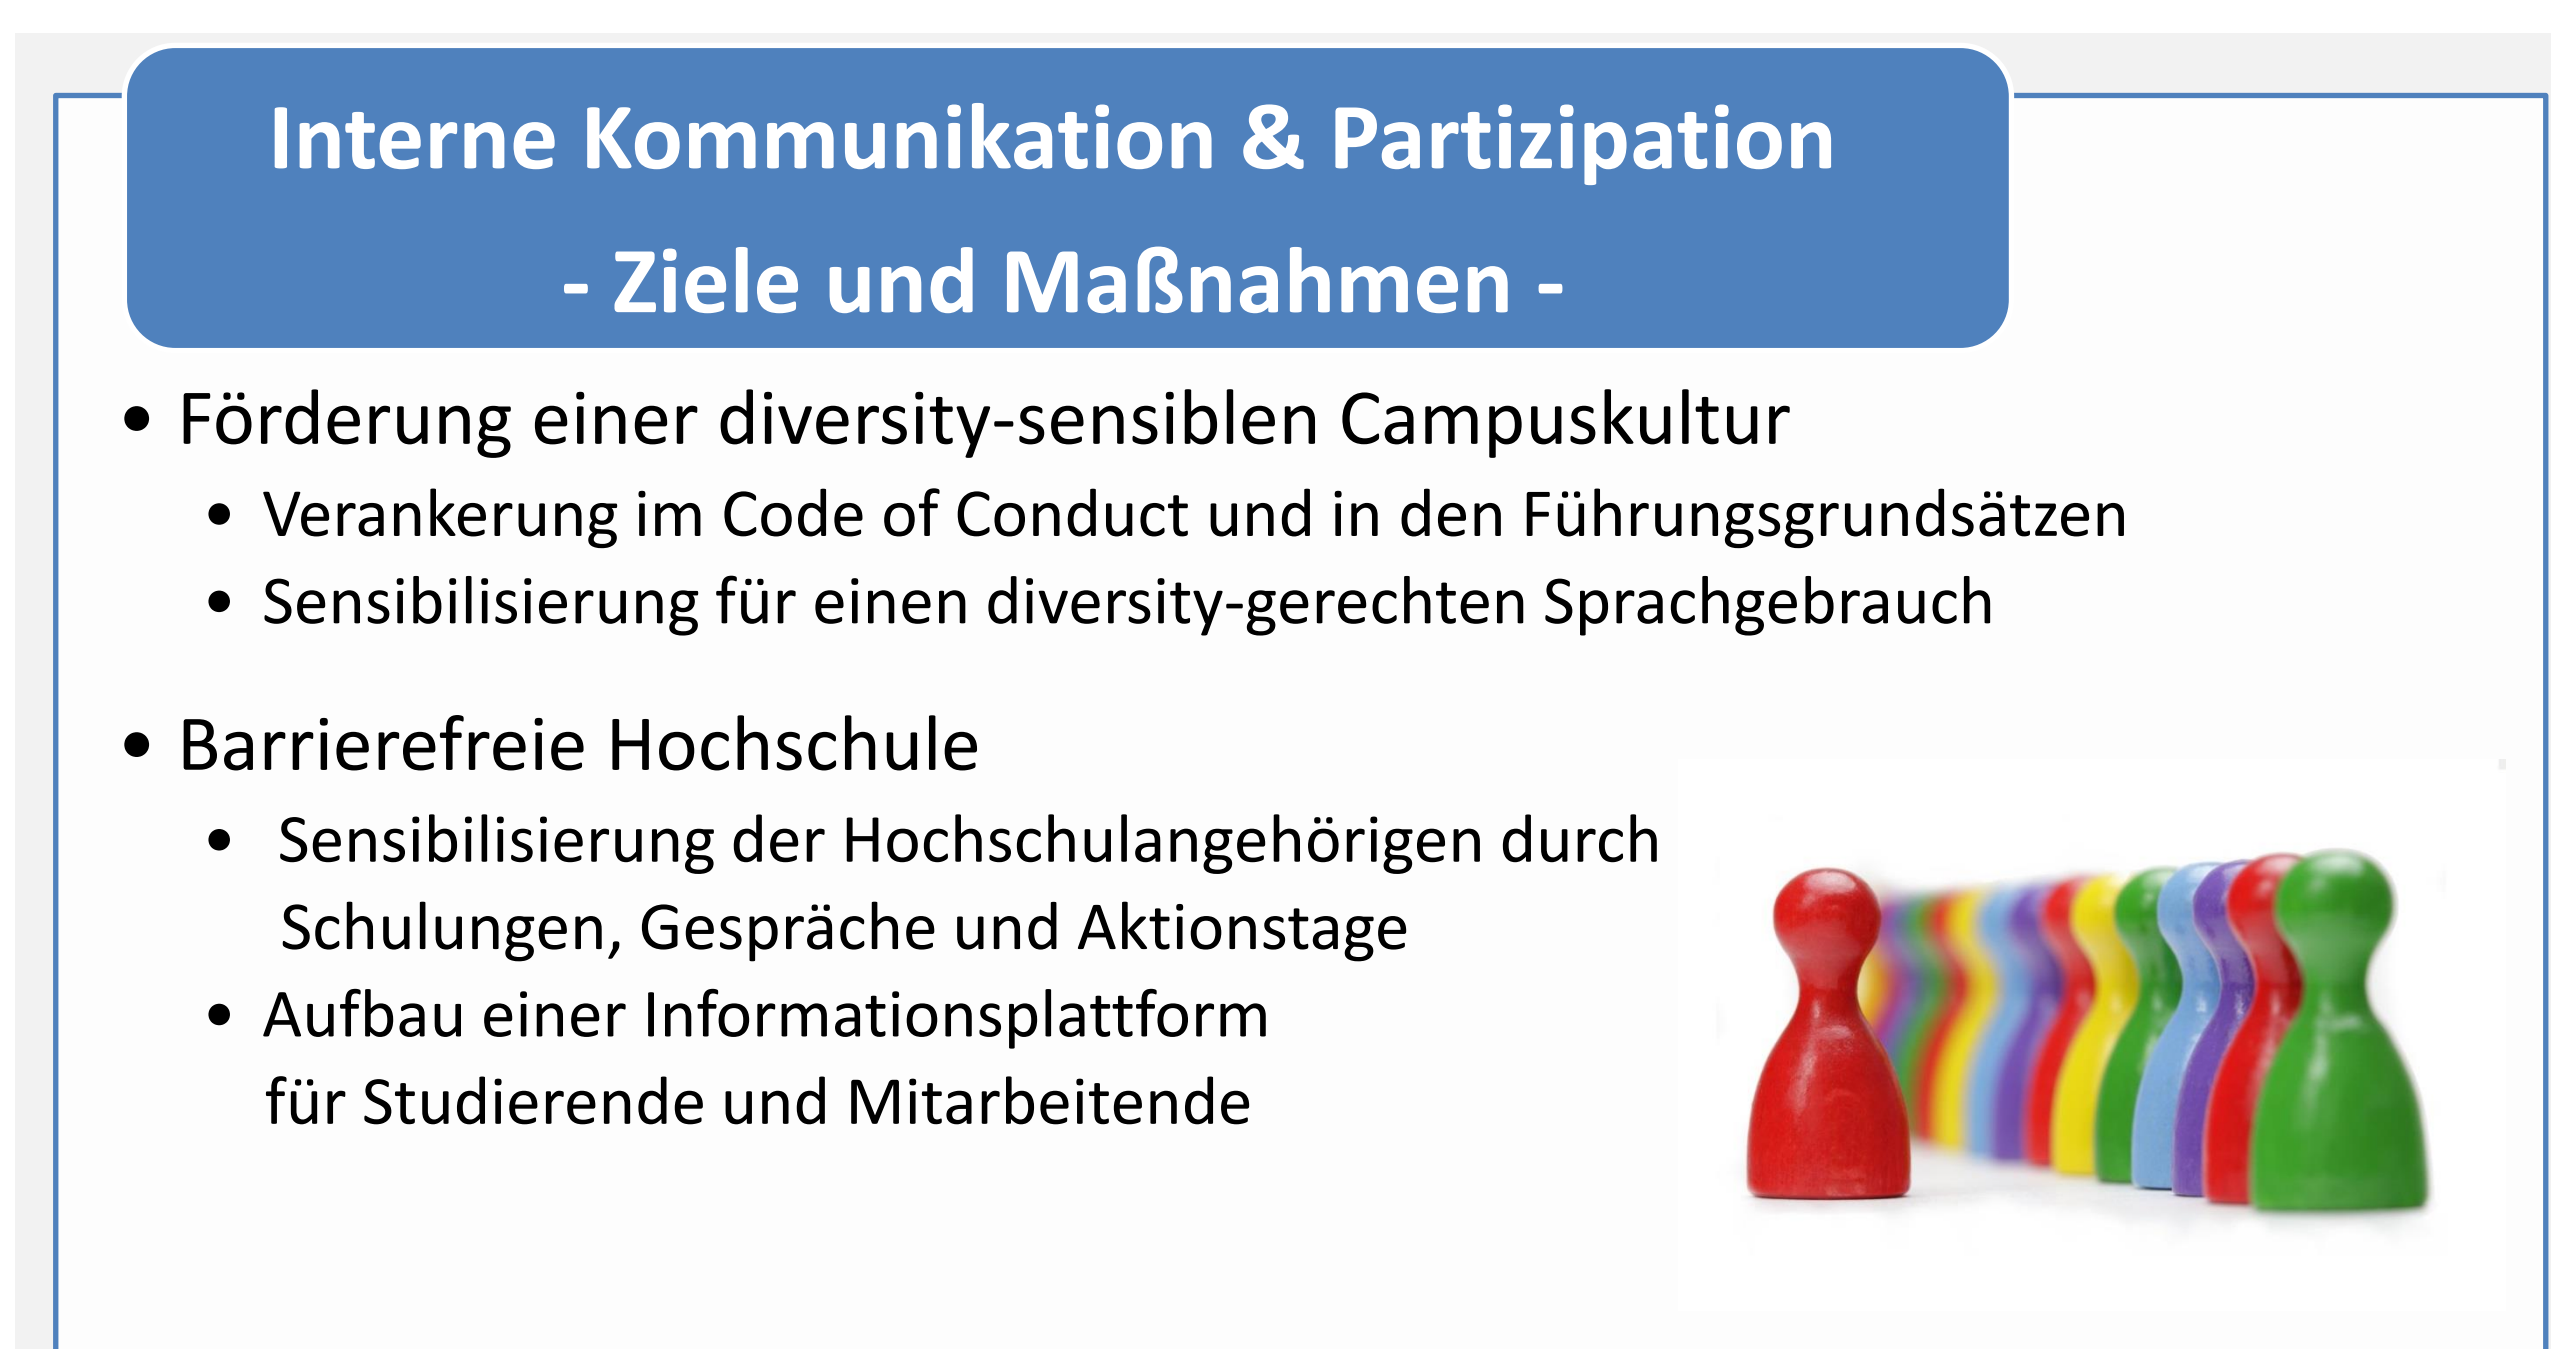 Interne Kommunikation & Partizipation
- Ziele und Maßnahmen -
• Förderung einer diversity-sensiblen Campuskultur
• Verankerung im Code of Conduct und in den Führungsgrundsätzen
• Sensibilisierung für einen diversity-gerechten Sprachgebrauch
• Barrierefreie Hochschule
• Sensibilisierung der Hochschulangehörigen durch
Schulungen, Gespräche und Aktionstage
• Aufbau einer Informationsplattform
für Studierende und Mitarbeitende